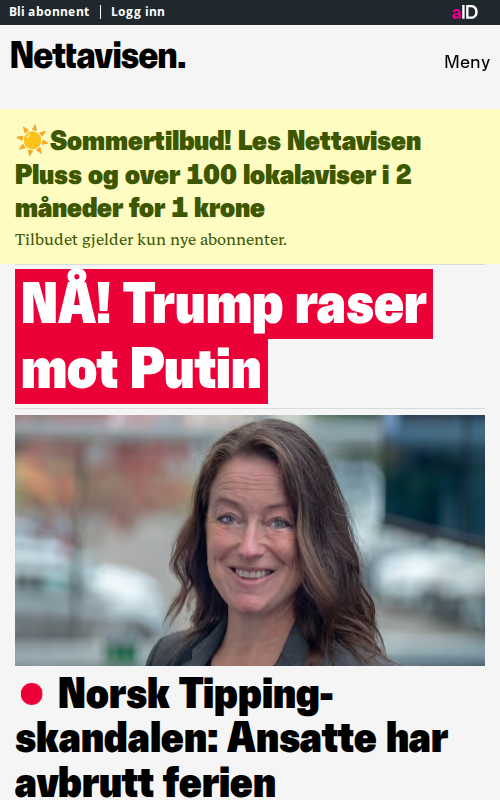 Bli abonnent | Logg inn
aID
Nettavisen.
Meny
☀️Sommertilbud! Les Nettavisen
Pluss og over 100 lokalaviser i 2
måneder for 1 krone
Tilbudet gjelder kun nye abonnenter.
NÅ! Trump raser
mot Putin
Norsk Tipping-
skandalen: Ansatte har
avbrutt ferien